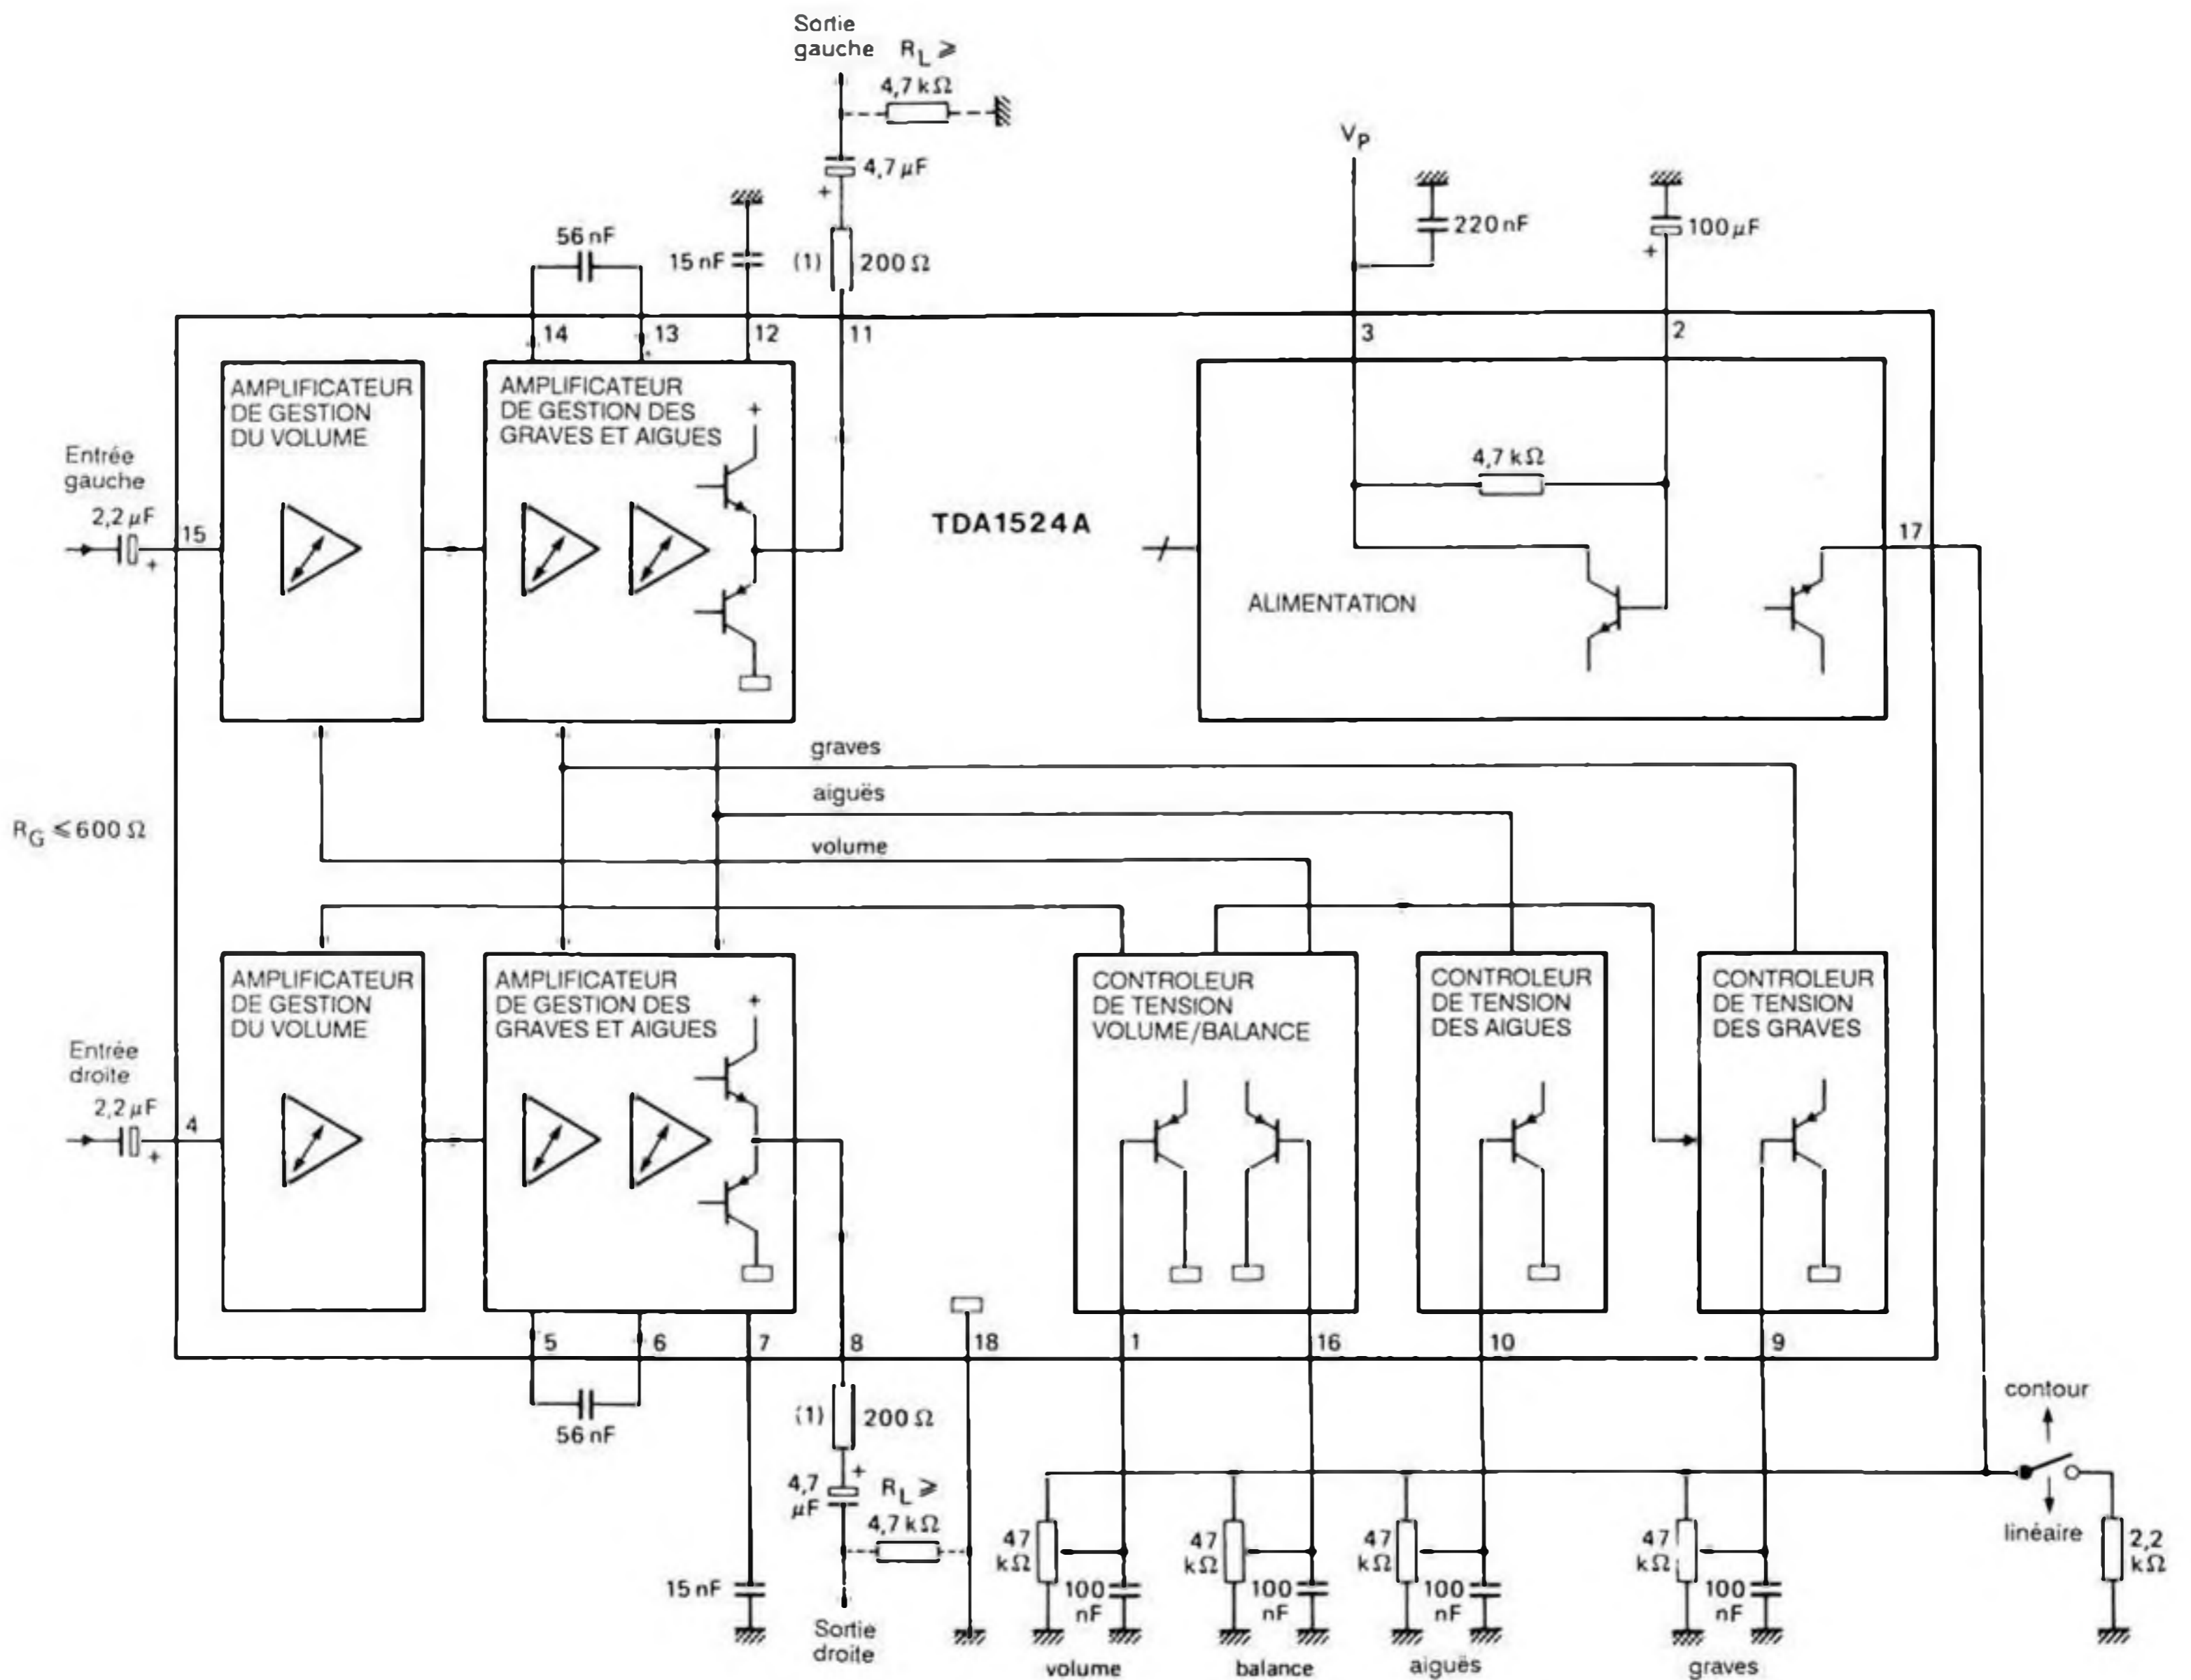 Sortie
gauche
R_L ≥
4,7 kΩ
4,7 µF
+
(1)
200 Ω
56 nF
15 nF
V_P
220 nF
100 µF
+
14
13
12
11
3
2
AMPLIFICATEUR
DE GESTION
DU VOLUME
AMPLIFICATEUR
DE GESTION DES
GRAVES ET AIGUES
+
Entrée
gauche
2,2 µF
+
15
TDA1524A
4,7 kΩ
ALIMENTATION
17
graves
aiguës
volume
R_G ≤ 600 Ω
AMPLIFICATEUR
DE GESTION
DU VOLUME
AMPLIFICATEUR
DE GESTION DES
GRAVES ET AIGUES
+
CONTROLEUR
DE TENSION
VOLUME/BALANCE
CONTROLEUR
DE TENSION
DES AIGUES
CONTROLEUR
DE TENSION
DES GRAVES
Entrée
droite
2,2 µF
+
4
5
6
7
8
18
1
16
10
9
56 nF
(1)
200 Ω
+
4,7
µF
R_L ≥
4,7 kΩ
15 nF
Sortie
droite
47
kΩ
100
nF
volume
47
kΩ
100
nF
balance
47
kΩ
100
nF
aiguës
47
kΩ
100
nF
graves
contour
linéaire
2,2
kΩ